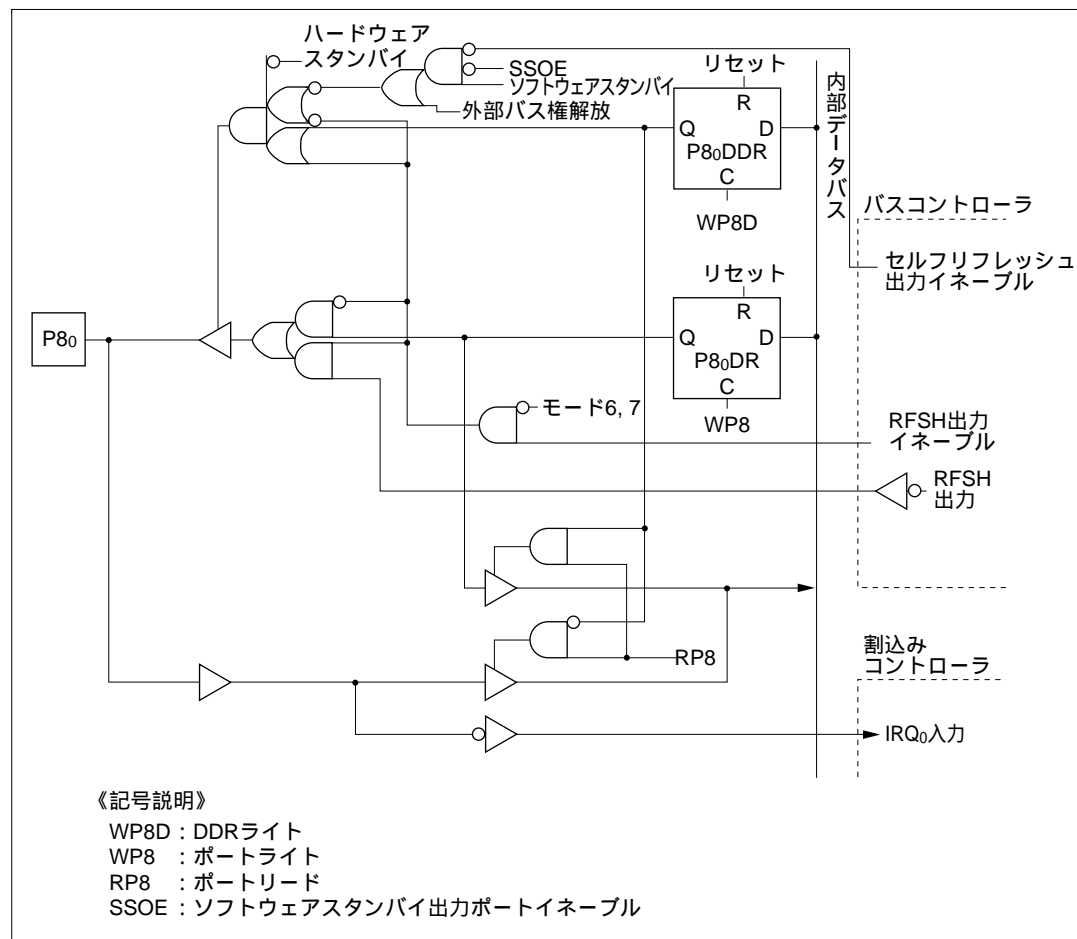 ハードウェア
スタンバイ
SSOE
ソフトウェアスタンバイ
外部バス権解放
リセット
R
Q D
P8₀DDR
C
WP8D
内部データバス
バスコントローラ
セルフリフレッシュ
出力イネーブル
リセット
R
Q D
P8₀DR
C
WP8
P8₀
モード6, 7
RFSH出力
イネーブル
RFSH
出力
RP8
割込み
コントローラ
IRQ₀入力
《記号説明》
WP8D : DDRライト
WP8 : ポートライト
RP8 : ポートリード
SSOE : ソフトウェアスタンバイ出力ポートイネーブル